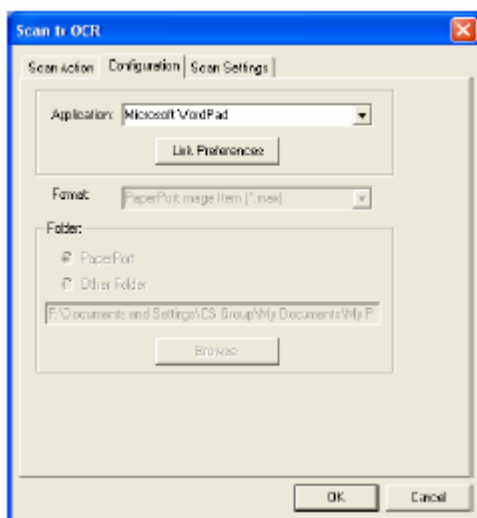 Scan to OCR
Scan Action Configuration Scan Settings
Application: Microsoft WordPad
Link Preferences
Format: PaperPort Image Item (*.max)
Folder:
PaperPort
Other Folder
F:\Documents and Settings\CS Group\My Documents\My P
Browse
OK Cancel